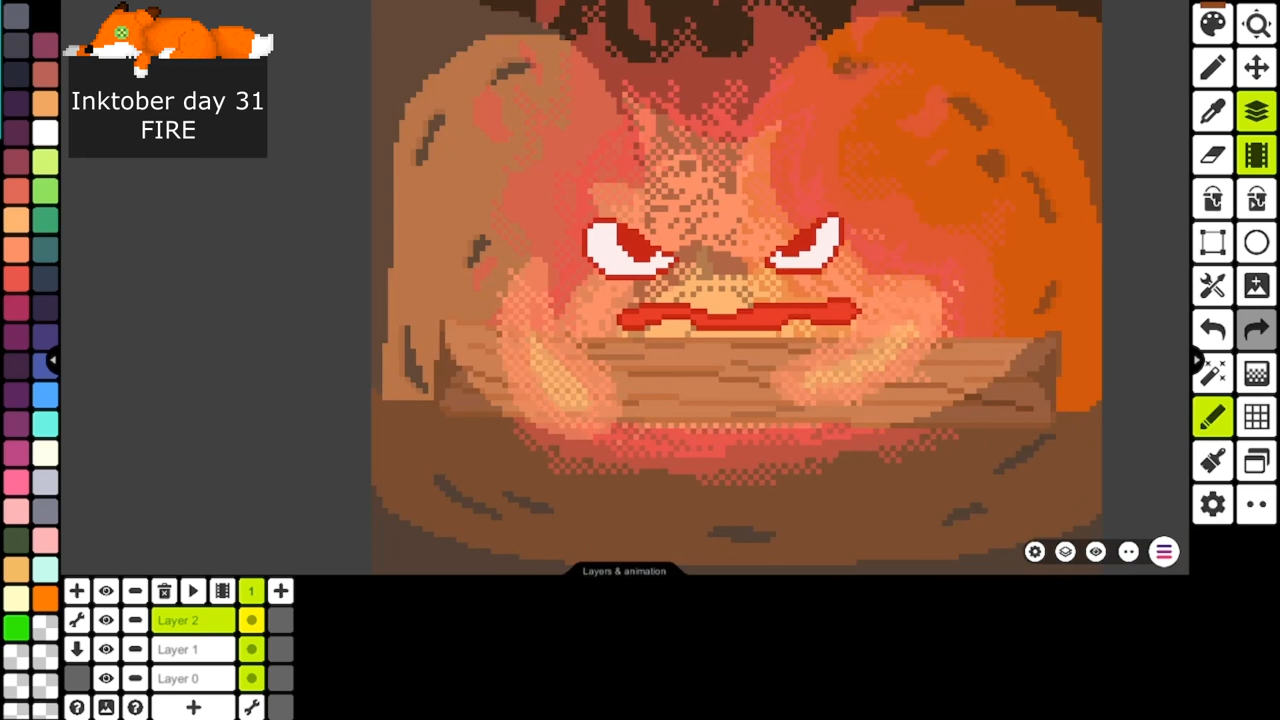 Inktober day 31
FIRE
Layers & animation
1
Layer 2
Layer 1
Layer 0